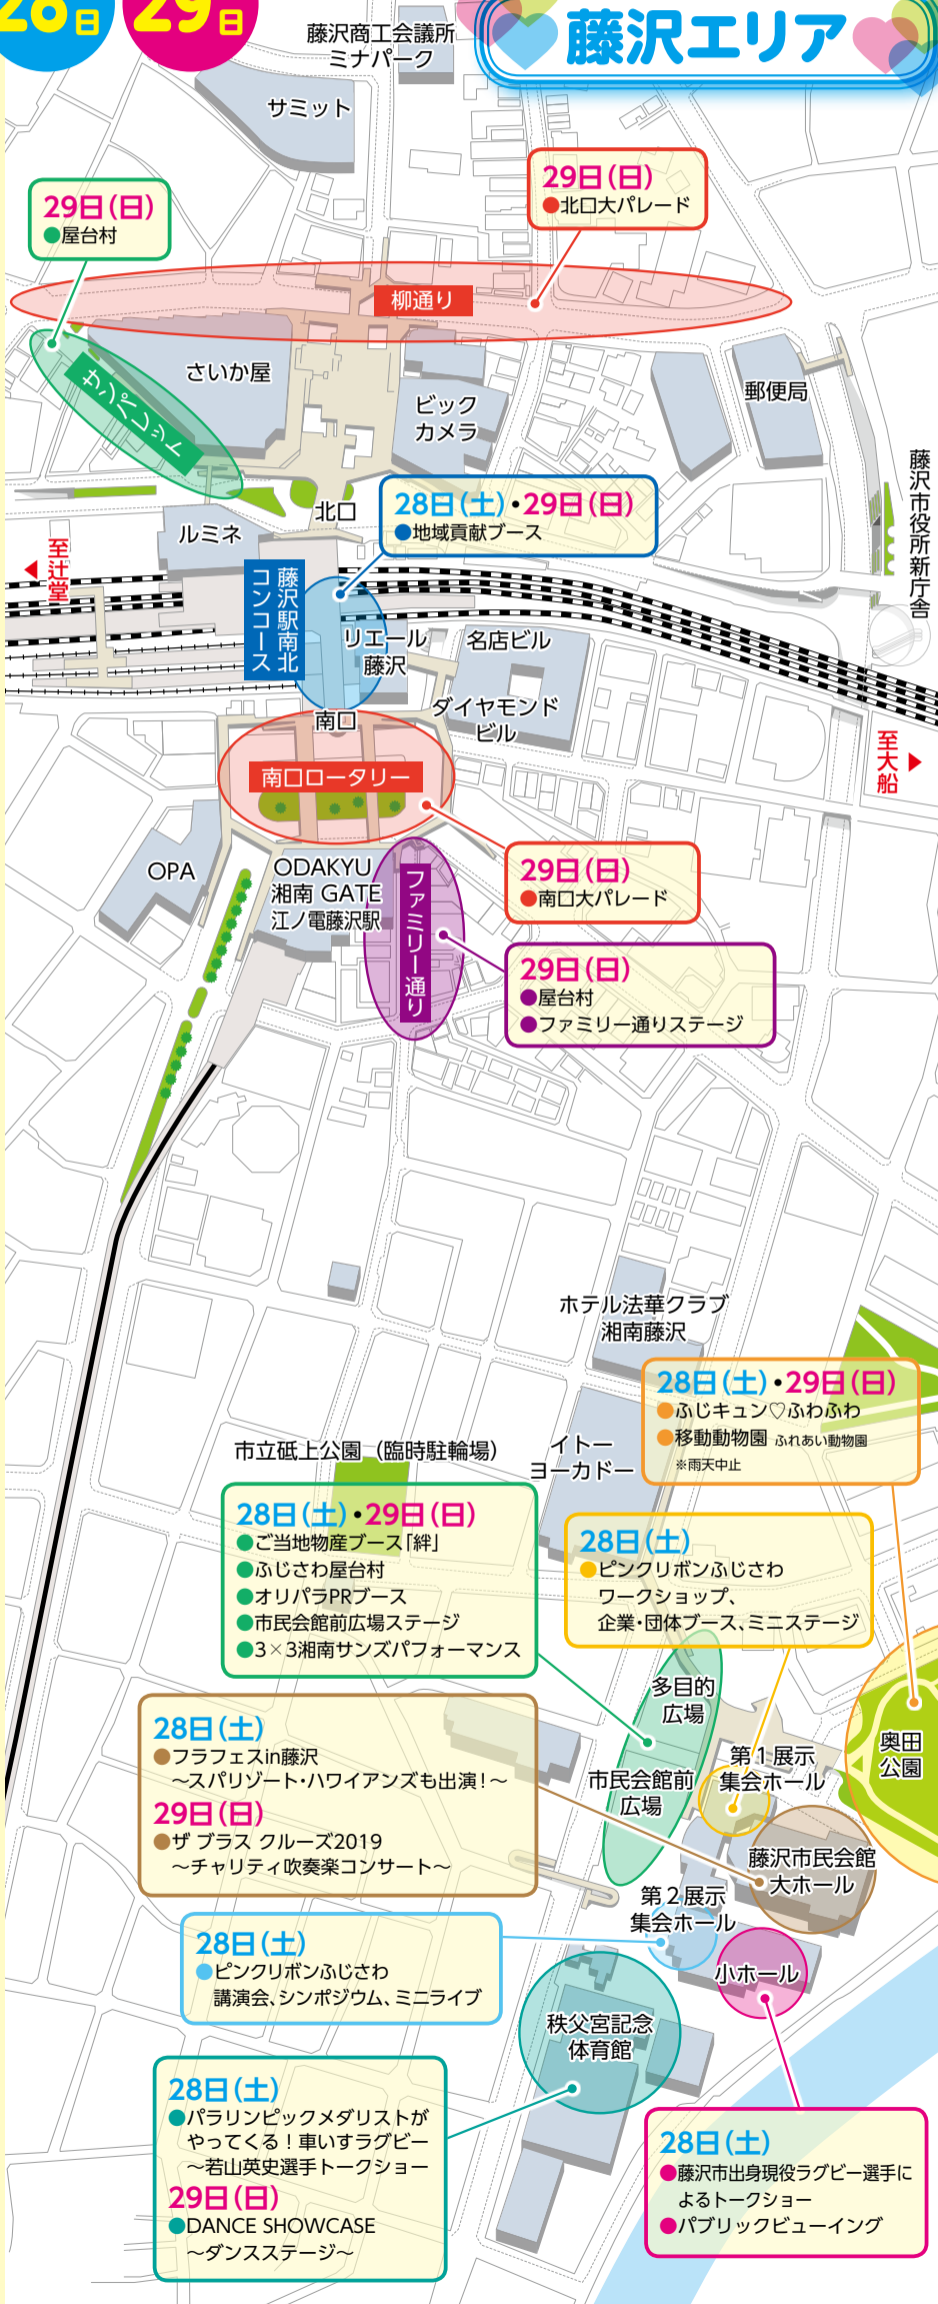 28日
29日
藤沢エリア
藤沢商工会議所
ミナパーク
サミット
29日(日)
●屋台村
29日(日)
●北口大パレード
柳通り
サンパレット
さいか屋
ビック
カメラ
郵便局
藤沢市役所新庁舎
北口
28日(土)・29日(日)
●地域貢献ブース
ルミネ
至辻堂
藤沢駅南北
コンコース
リエール
藤沢
名店ビル
ダイヤモンド
ビル
南口
至大船
南口ロータリー
OPA
ODAKYU
湘南 GATE
江ノ電藤沢駅
ファミリー通り
29日(日)
●南口大パレード
29日(日)
●屋台村
●ファミリー通りステージ
ホテル法華クラブ
湘南藤沢
28日(土)・29日(日)
●ふじキュン♡ふわふわ
●移動動物園 ふれあい動物園
※雨天中止
市立砥上公園(臨時駐輪場)
イトー
ヨーカドー
28日(土)・29日(日)
●ご当地物産ブース「絆」
●ふじさわ屋台村
●オリパラPRブース
●市民会館前広場ステージ
●3×3湘南サンズパフォーマンス
28日(土)
●ピンクリボンふじさわ
ワークショップ、
企業・団体ブース、ミニステージ
多目的
広場
市民会館前
広場
第1展示
集会ホール
奥田
公園
28日(土)
●フラフェスin藤沢
～スパリゾート・ハワイアンズも出演！～
29日(日)
●ザ ブラス クルーズ2019
～チャリティ吹奏楽コンサート～
藤沢市民会館
大ホール
第2展示
集会ホール
28日(土)
●ピンクリボンふじさわ
講演会、シンポジウム、ミニライブ
小ホール
秩父宮記念
体育館
28日(土)
●パラリンピックメダリストが
やってくる！車いすラグビー
～若山英史選手トークショー
29日(日)
●DANCE SHOWCASE
～ダンスステージ～
28日(土)
●藤沢市出身現役ラグビー選手に
よるトークショー
●パブリックビューイング